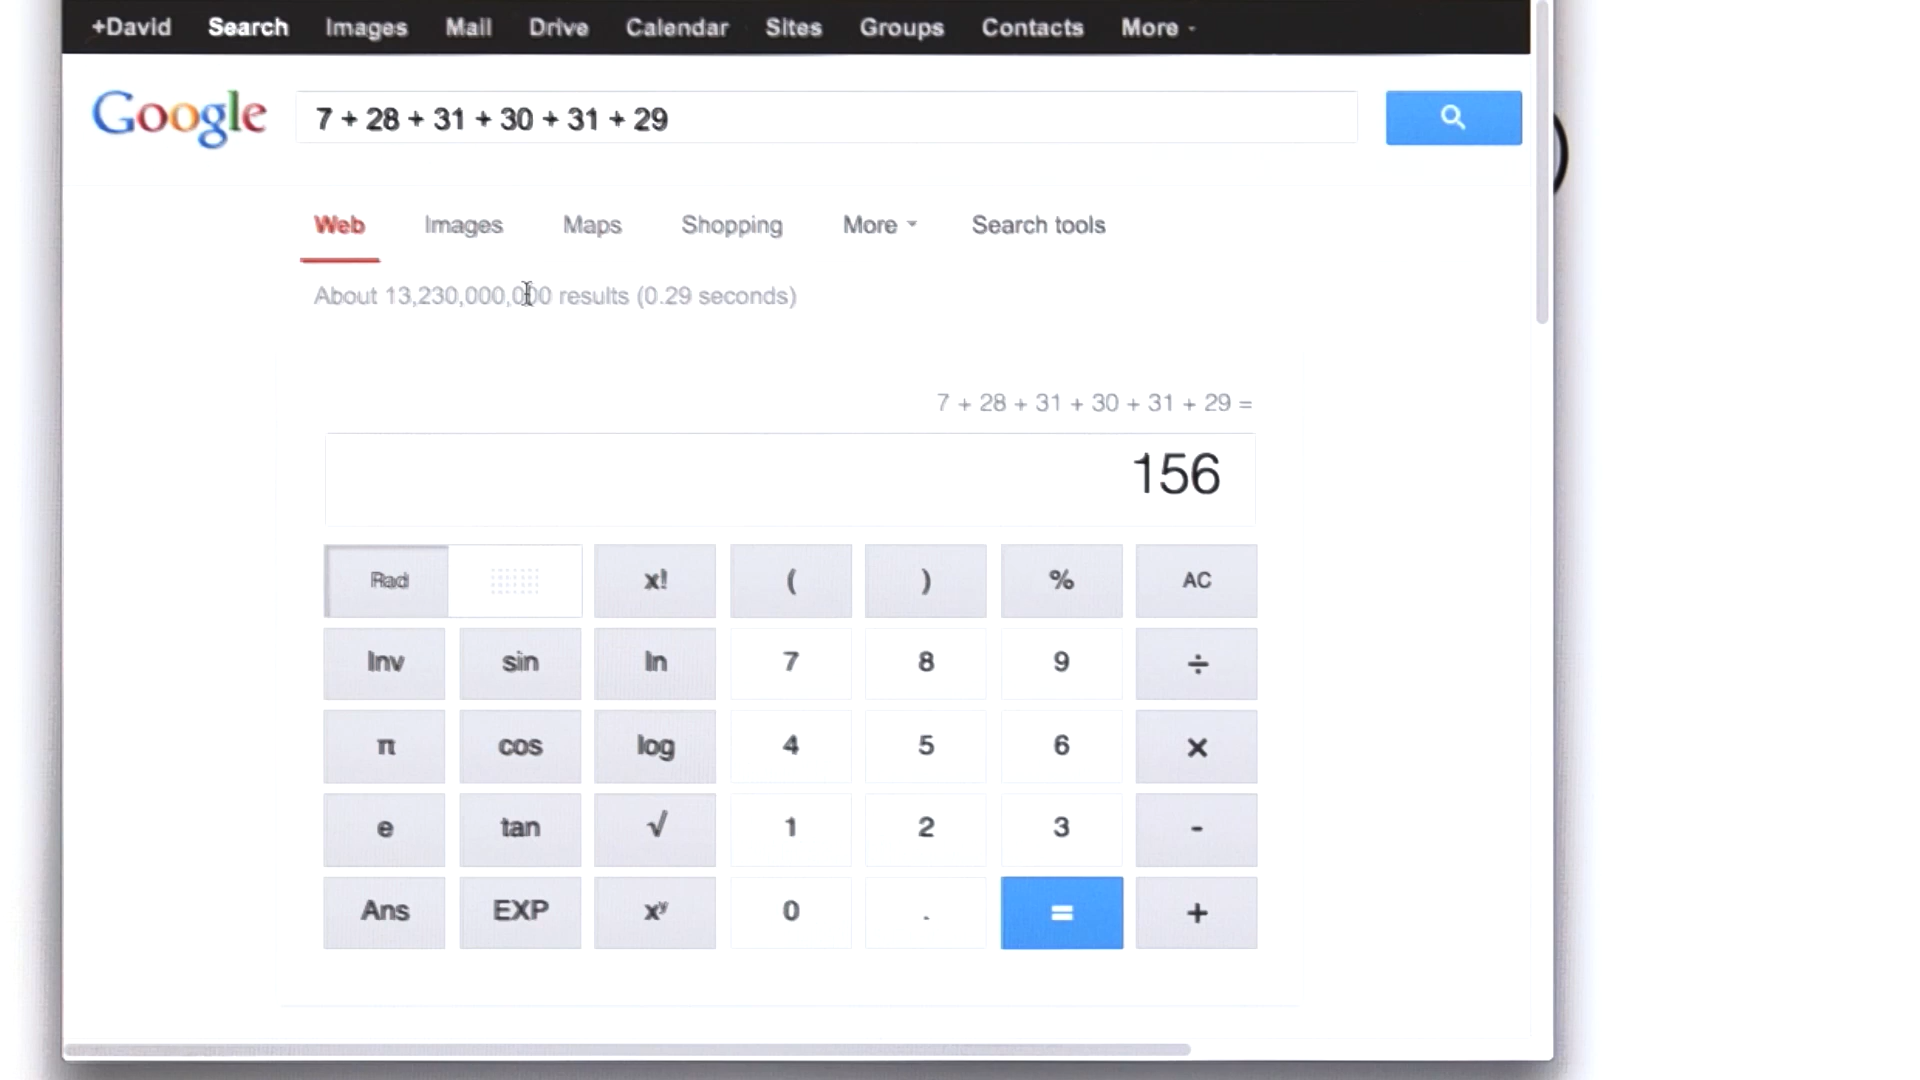 +David Search Images Mail Drive Calendar Sites Groups Contacts More
Google 7 + 28 + 31 + 30 + 31 + 29
Web Images Maps Shopping More Search tools
About 13,230,000,000 results (0.29 seconds)
7 + 28 + 31 + 30 + 31 + 29 =
156
Rad x! ( ) % AC
Inv sin ln 7 8 9 ÷
π cos log 4 5 6 ×
e tan √ 1 2 3 -
Ans EXP xʸ 0 . = +